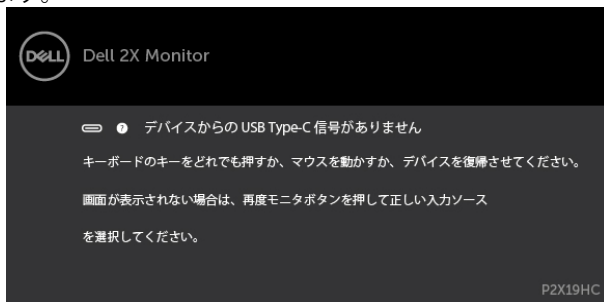 ます。
DELL
Dell 2X Monitor
? デバイスからの USB Type-C 信号がありません
キーボードのキーをどれでも押すか、マウスを動かすか、デバイスを復帰させてください。
画面が表示されない場合は、再度モニタボタンを押して正しい入力ソース
を選択してください。
P2X19HC